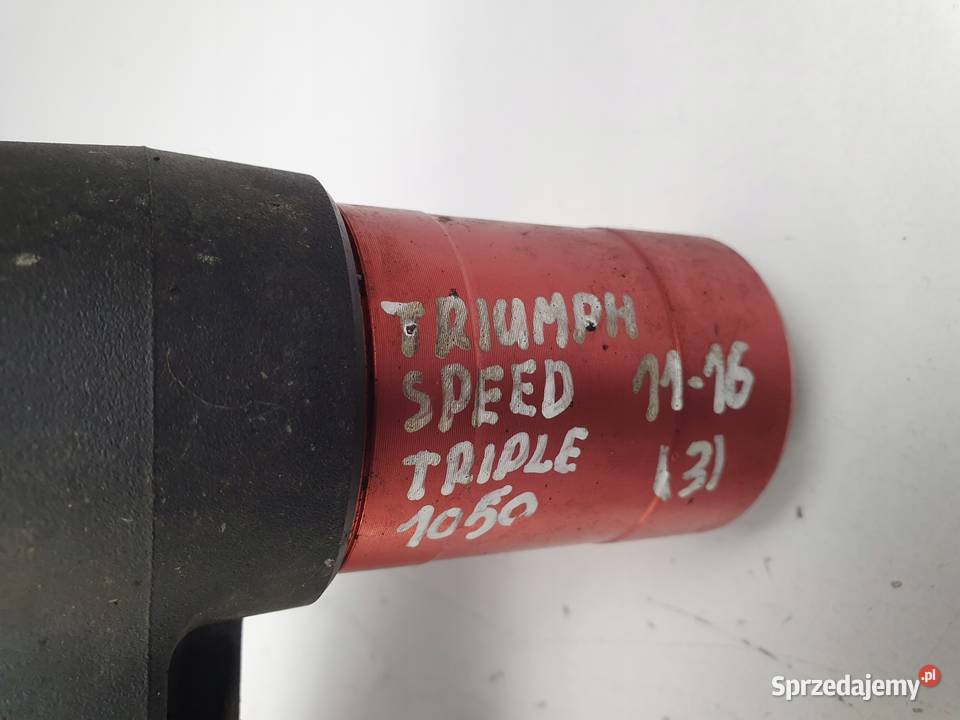 TRIUMPH
SPEED 11-16
TRIPLE (3)
1050
Sprzedajemy.pl